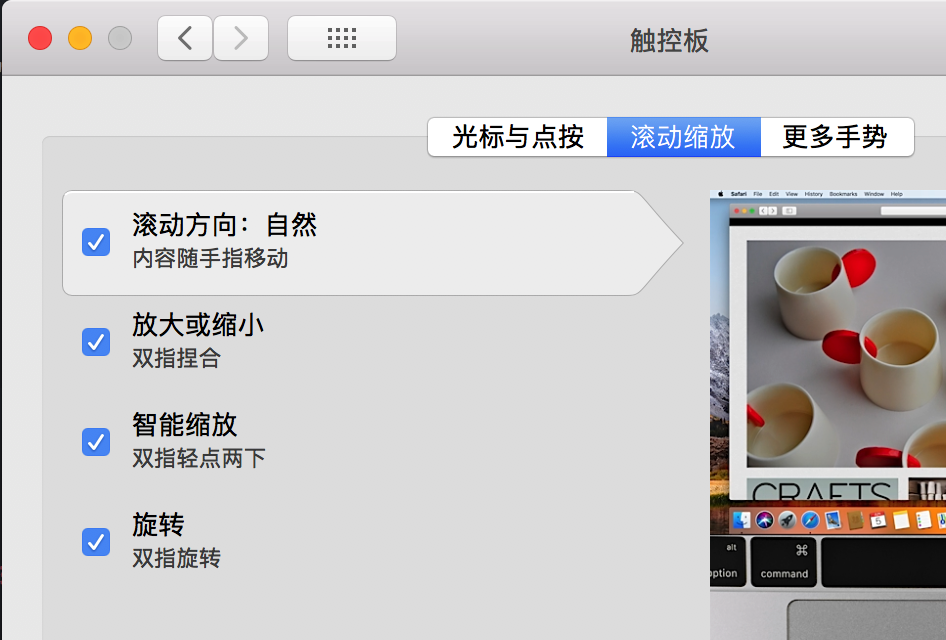 触控板
光标与点按
滚动缩放
更多手势
滚动方向：自然
内容随手指移动
放大或缩小
双指捏合
智能缩放
双指轻点两下
旋转
双指旋转
Safari File Edit View History Bookmarks Window Help
CRAFTS
5
alt
⌘
option
command